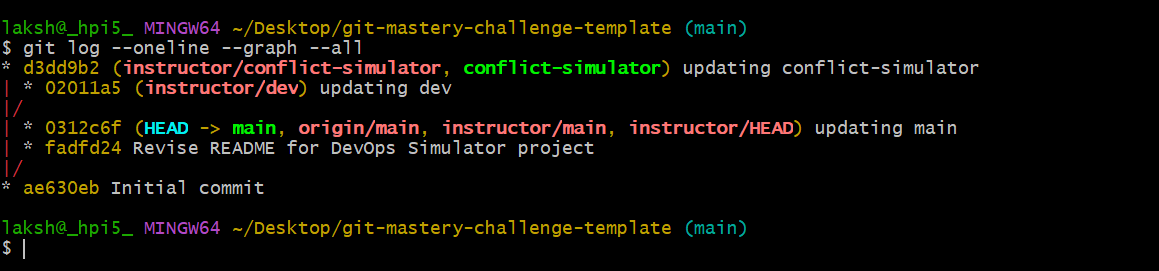 laksh@_hpi5_ MINGW64 ~/Desktop/git-mastery-challenge-template (main)
$ git log --oneline --graph --all
* d3dd9b2 (instructor/conflict-simulator, conflict-simulator) updating conflict-simulator
| * 02011a5 (instructor/dev) updating dev
|/
| * 0312c6f (HEAD -> main, origin/main, instructor/main, instructor/HEAD) updating main
| * fadfd24 Revise README for DevOps Simulator project
|/
* ae630eb Initial commit
laksh@_hpi5_ MINGW64 ~/Desktop/git-mastery-challenge-template (main)
$